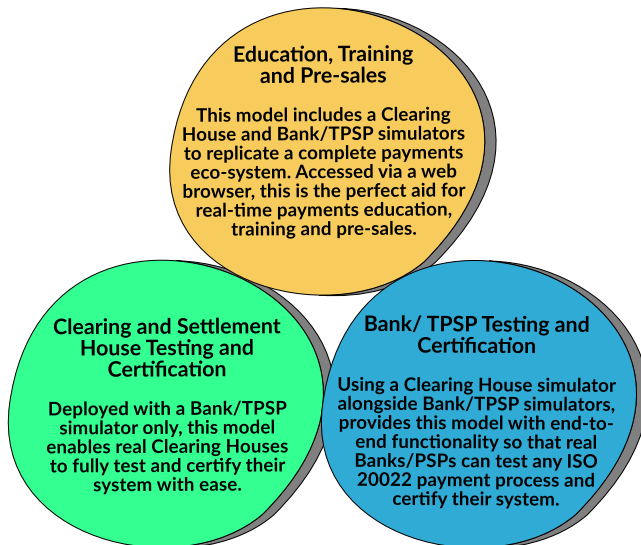 Education, Training
and Pre-sales
This model includes a Clearing
House and Bank/TPSP simulators
to replicate a complete payments
eco-system. Accessed via a web
browser, this is the perfect aid for
real-time payments education,
training and pre-sales.
Clearing and Settlement
House Testing and
Certification
Deployed with a Bank/TPSP
simulator only, this model
enables real Clearing Houses
to fully test and certify their
system with ease.
Bank/ TPSP Testing and
Certification
Using a Clearing House simulator
alongside Bank/TPSP simulators,
provides this model with end-to-
end functionality so that real
Banks/PSPs can test any ISO
20022 payment process and
certify their system.